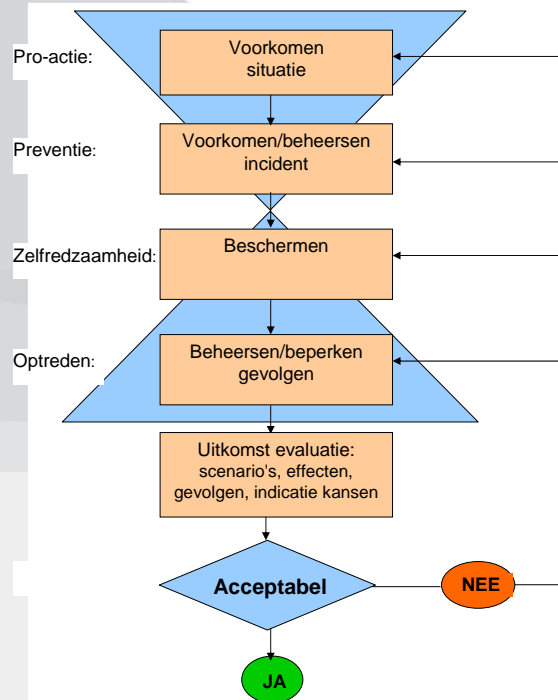 Pro-actie:
Voorkomen
situatie
Preventie:
Voorkomen/beheersen
incident
Zelfredzaamheid:
Beschermen
Optreden:
Beheersen/beperken
gevolgen
Uitkomst evaluatie:
scenario's, effecten,
gevolgen, indicatie kansen
Acceptabel
NEE
JA